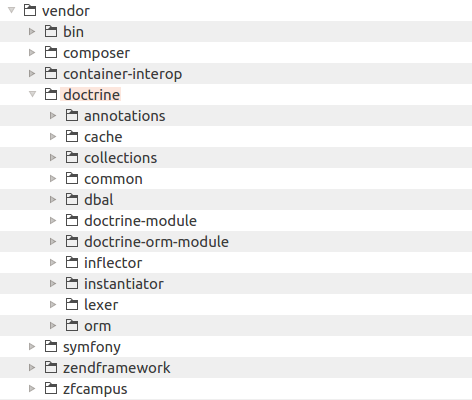 vendor
bin
composer
container-interop
doctrine
annotations
cache
collections
common
dbal
doctrine-module
doctrine-orm-module
inflector
instantiator
lexer
orm
symfony
zendframework
zfcampus